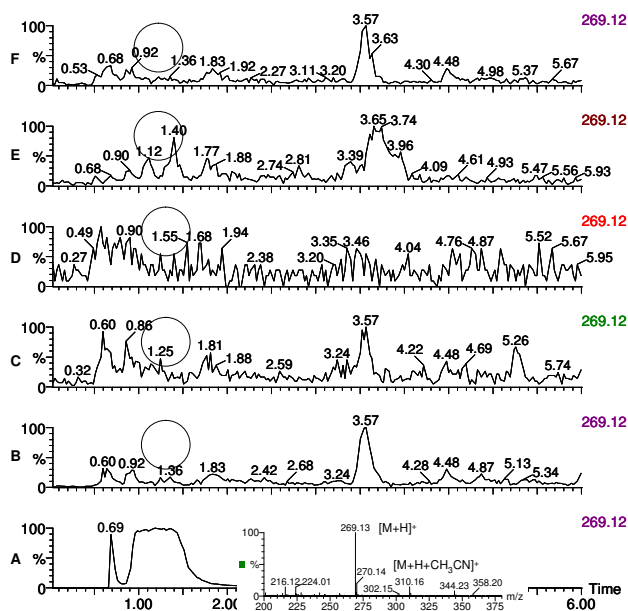 269.12
100
F %
0
0.53 0.68 0.92 1.36 1.83 1.92 2.27 3.11 3.20 3.57 3.63 4.30 4.48 4.98 5.37 5.67
269.12
100
E %
0
0.68 0.90 1.12 1.40 1.77 1.88 2.74 2.81 3.39 3.65 3.74 3.96 4.09 4.61 4.93 5.47 5.56 5.93
269.12
100
D %
0
0.27 0.49 0.90 1.55 1.68 1.94 2.38 3.20 3.35 3.46 4.04 4.76 4.87 5.52 5.67 5.95
269.12
100
C %
0
0.32 0.60 0.86 1.25 1.81 1.88 2.59 3.24 3.57 4.22 4.48 4.69 5.26 5.74
269.12
100
B %
0
0.60 0.92 1.36 1.83 2.42 2.68 3.24 3.57 4.28 4.48 4.87 5.13 5.34
269.12
100
A %
0
0.69
100
%
0
269.13 [M+H]+
270.14 [M+H+CH3CN]+
216.12 224.01 302.15 310.16 344.23 358.20
m/z
200 225 250 275 300 325 350 375
Time
1.00 2.00 6.00